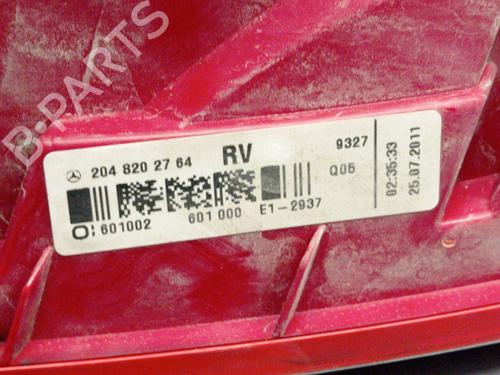 B-PARTS
204 820 27 64 RV 9327
Q05
O: 601002 601 000 E1-2937
02:35:33
25.07.2011